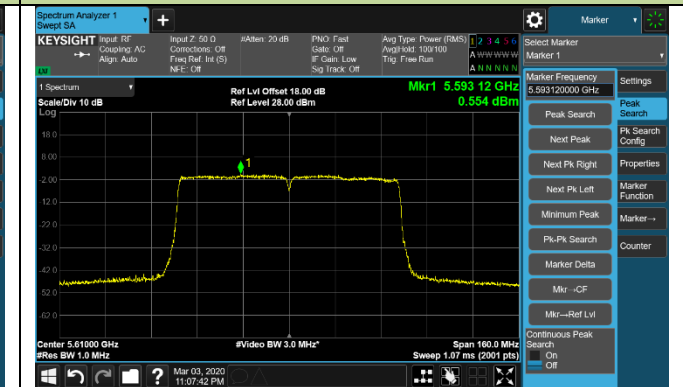 Spectrum Analyzer 1
Swept SA
Marker
KEYSIGHT Input: RF
Coupling: AC
Align: Auto
Input Z: 50 Ω
Corrections: Off
Freq Ref: Int (S)
NFE: Off
#Atten: 20 dB
PNO: Fast
Gate: Off
IF Gain: Low
Sig Track: Off
Avg Type: Power (RMS)
Avg|Hold: 100/100
Trig: Free Run
1 2 3 4 5 6
A W W W W W
A N N N N N
LV
1 Spectrum
Scale/Div 10 dB
Log
Ref Lvl Offset 18.00 dB
Ref Level 28.00 dBm
Mkr1 5.593 12 GHz
0.554 dBm
18.0
8.00
-2.00
-12.0
-22.0
-32.0
-42.0
-52.0
-62.0
1
Center 5.61000 GHz
#Res BW 1.0 MHz
#Video BW 3.0 MHz*
Span 160.0 MHz
Sweep 1.07 ms (2001 pts)
Mar 03, 2020
11:07:42 PM
Select Marker
Marker 1
Marker Frequency
5.593120000 GHz
Peak Search
Next Peak
Next Pk Right
Next Pk Left
Minimum Peak
Pk-Pk Search
Marker Delta
Mkr→CF
Mkr→Ref Lvl
Continuous Peak
Search
On
Off
Settings
Peak
Search
Pk Search
Config
Properties
Marker
Function
Marker→
Counter